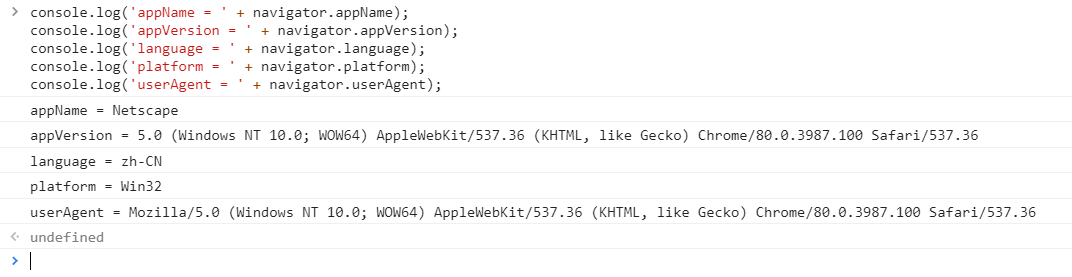 console.log('appName = ' + navigator.appName);
console.log('appVersion = ' + navigator.appVersion);
console.log('language = ' + navigator.language);
console.log('platform = ' + navigator.platform);
console.log('userAgent = ' + navigator.userAgent);
appName = Netscape
appVersion = 5.0 (Windows NT 10.0; WOW64) AppleWebKit/537.36 (KHTML, like Gecko) Chrome/80.0.3987.100 Safari/537.36
language = zh-CN
platform = Win32
userAgent = Mozilla/5.0 (Windows NT 10.0; WOW64) AppleWebKit/537.36 (KHTML, like Gecko) Chrome/80.0.3987.100 Safari/537.36
undefined